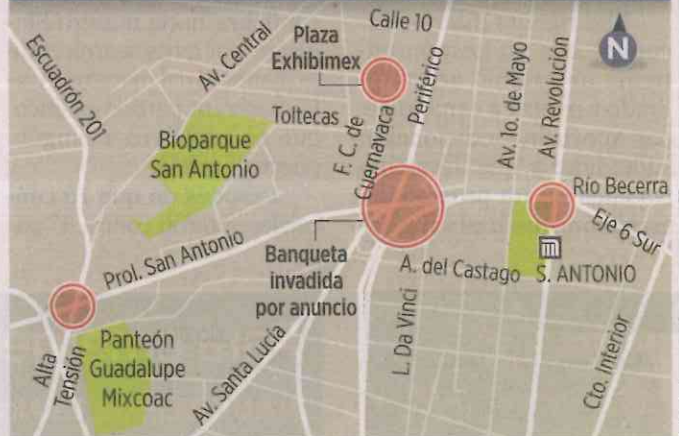 Calle 10
N
Plaza
Exhibimex
Av. Central
Escuadrón 201
Toltecas
Bioparque
San Antonio
F. C. de
Cuernavaca
Periférico
Av. 1o. de Mayo
Av. Revolución
Río Becerra
Eje 6 Sur
Banqueta
invadida
por anuncio
A. del Castago
S. ANTONIO
Prol. San Antonio
Panteón
Guadalupe
Mixcoac
Alta
Tensión
Av. Santa Lucía
L. Da Vinci
Cto. Interior